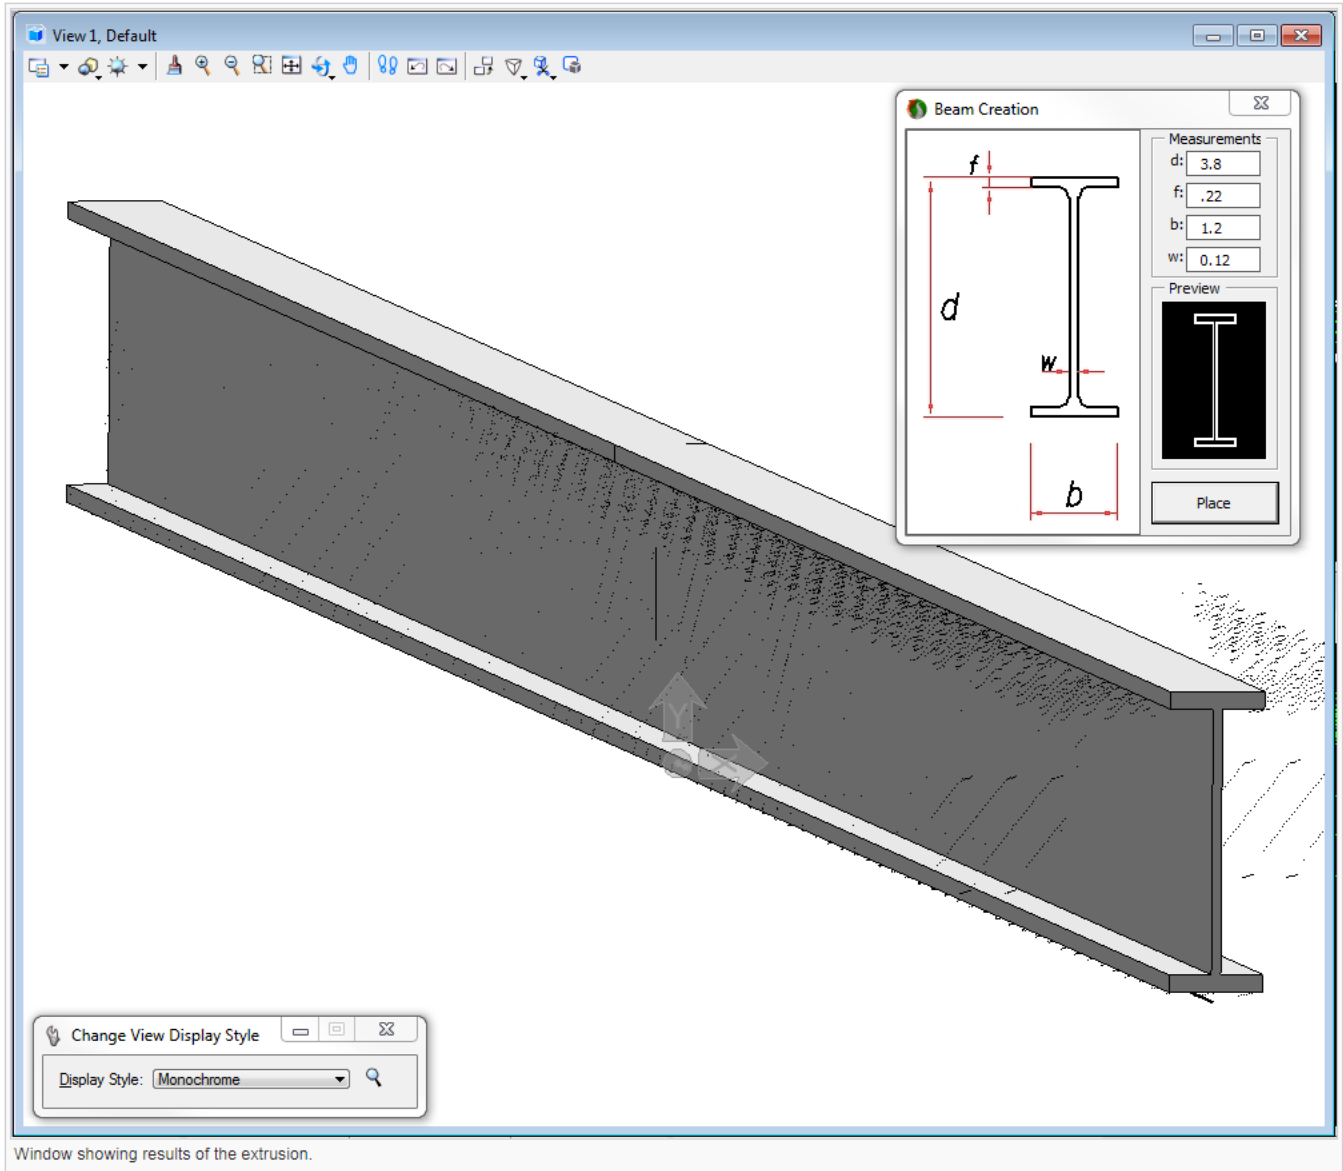 View 1, Default
Beam Creation
f
d
w
b
Measurements
d: 3.8
f: .22
b: 1.2
w: 0.12
Preview
Place
Y
X
Change View Display Style
Display Style: Monochrome
Window showing results of the extrusion.